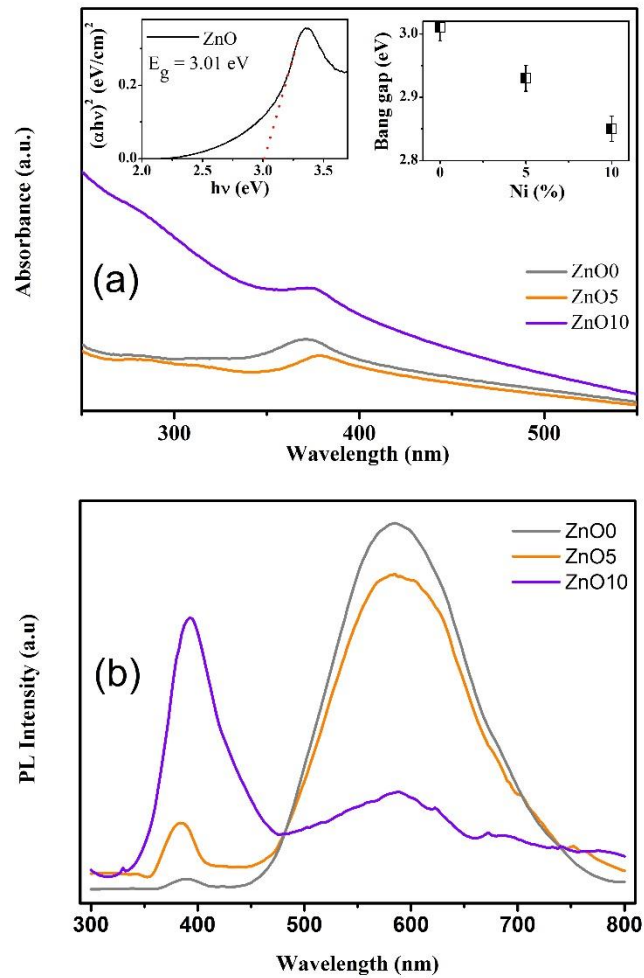 ZnO
E_g = 3.01 eV
(αhν)² (eV/cm)²
0.2
0.0
2.0 2.5 3.0 3.5
hν (eV)
Bang gap (eV)
3.0
2.9
2.8
0 5 10
Ni (%)
Absorbance (a.u.)
(a)
ZnO0
ZnO5
ZnO10
300 400 500
Wavelength (nm)
PL Intensity (a.u)
(b)
ZnO0
ZnO5
ZnO10
300 400 500 600 700 800
Wavelength (nm)